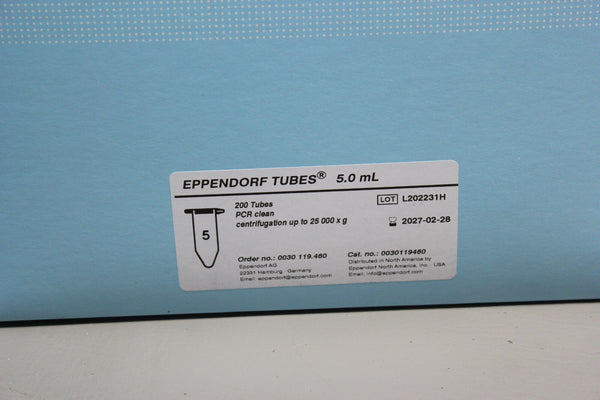 EPPENDORF TUBES® 5.0 mL
200 Tubes
PCR clean
centrifugation up to 25 000 x g
LOT L202231H
2027-02-28
5
Order no.: 0030 119.460
Eppendorf AG
22331 Hamburg · Germany
Email: eppendorf@eppendorf.com
Cat. no.: 0030119460
Distributed in North America by
Eppendorf North America, Inc. · USA
Email: info@eppendorf.com